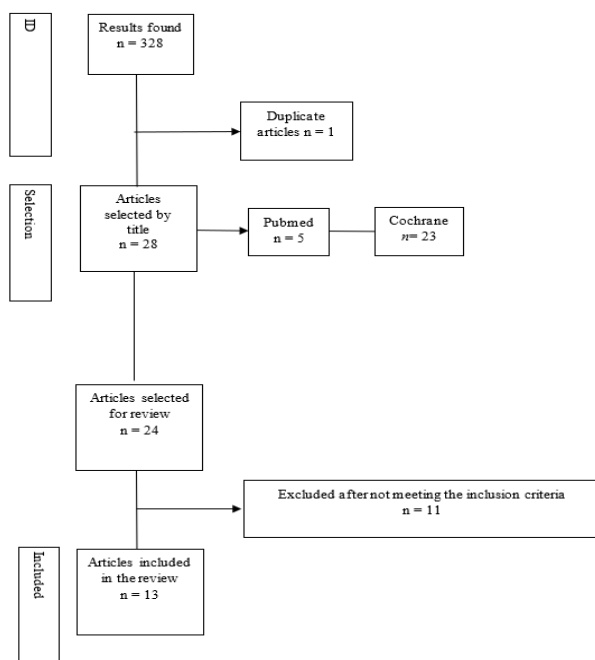 ID
Results found
n = 328
Duplicate
articles n = 1
Selection
Articles
selected by
title
n = 28
Pubmed
n = 5
Cochrane
n= 23
Articles selected
for review
n = 24
Excluded after not meeting the inclusion criteria
n = 11
Included
Articles included
in the review
n = 13